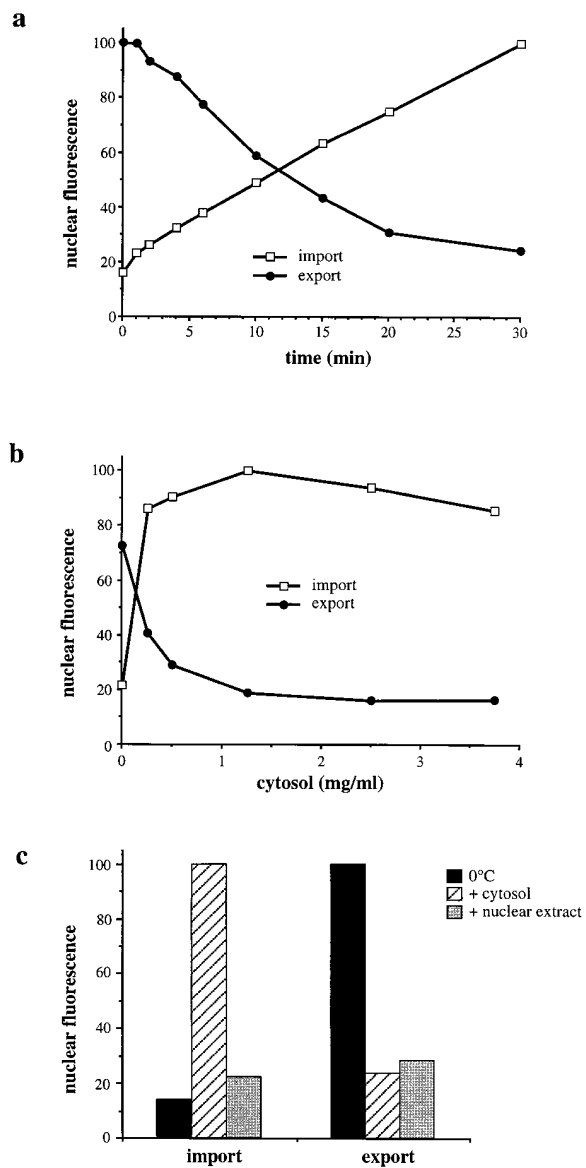 a
100
80
60
40
20
0
nuclear fluorescence
import
export
0 5 10 15 20 25 30
time (min)
b
100
80
60
40
20
0
nuclear fluorescence
import
export
0 1 2 3 4
cytosol (mg/ml)
c
100
80
60
40
20
0
nuclear fluorescence
0°C
+ cytosol
+ nuclear extract
import export